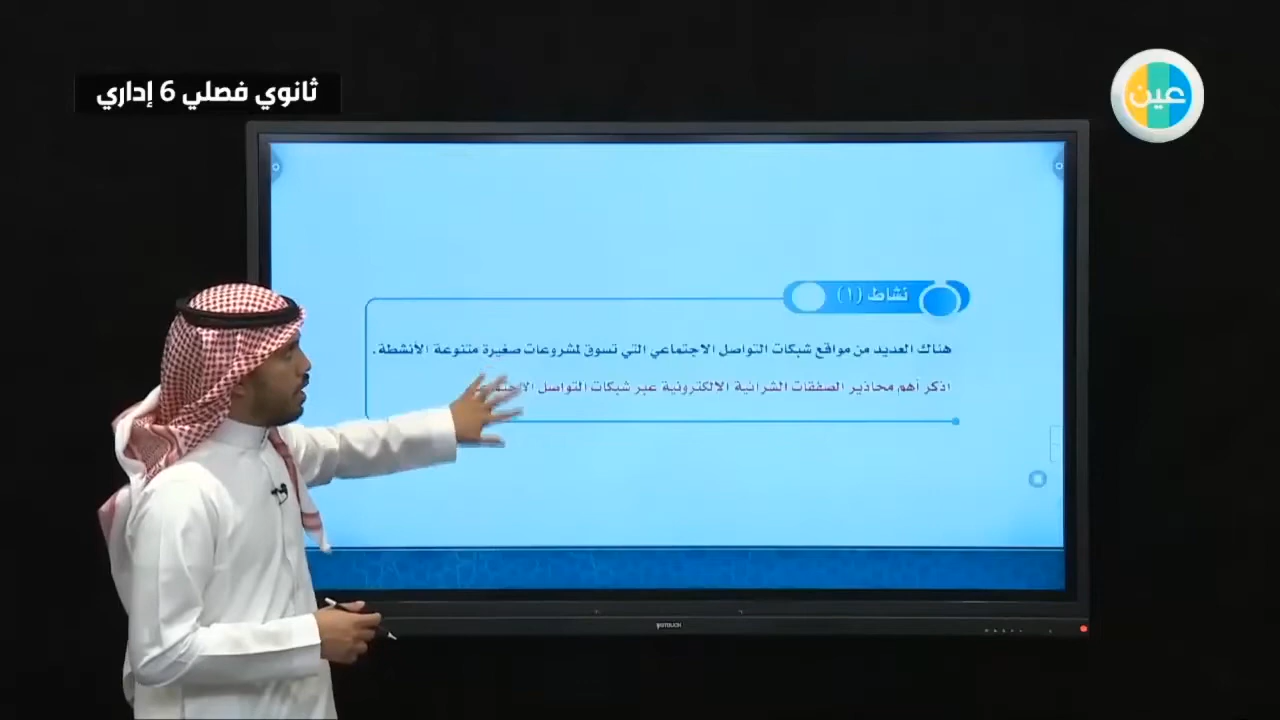 ثانوي فصلي 6 إداري
عين
نشاط (١)
هناك العديد من مواقع شبكات التواصل الاجتماعي التي تسوق لمشروعات صغيرة متنوعة الأنشطة.
اذكر أهم محاذير الصفقات الشرائية الالكترونية عبر شبكات التواصل